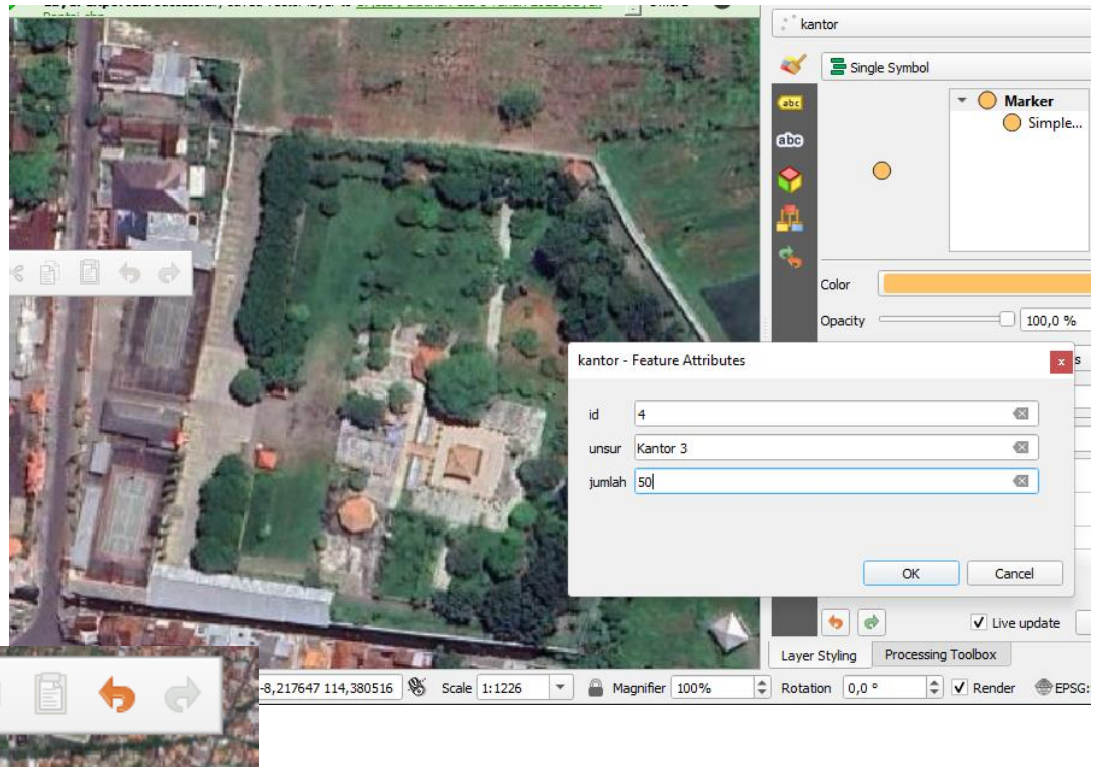 kantor
Single Symbol
Marker
Simple...
abc
abc
Color
Opacity
100,0 %
kantor - Feature Attributes
x
s
id
4
unsur
Kantor 3
jumlah
50
OK
Cancel
Live update
Layer Styling
Processing Toolbox
-8,217647 114,380516
Scale
1:1226
Magnifier
100%
Rotation
0,0 °
Render
EPSG: